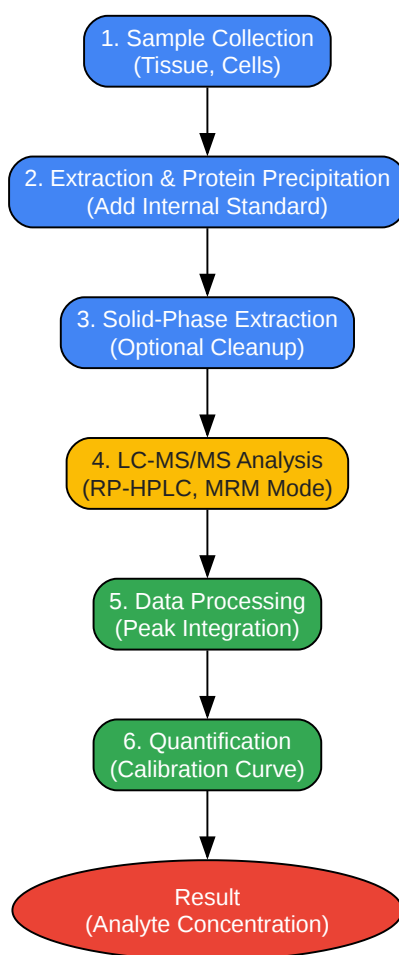 1. Sample Collection
(Tissue, Cells)
2. Extraction & Protein Precipitation
(Add Internal Standard)
3. Solid-Phase Extraction
(Optional Cleanup)
4. LC-MS/MS Analysis
(RP-HPLC, MRM Mode)
5. Data Processing
(Peak Integration)
6. Quantification
(Calibration Curve)
Result
(Analyte Concentration)